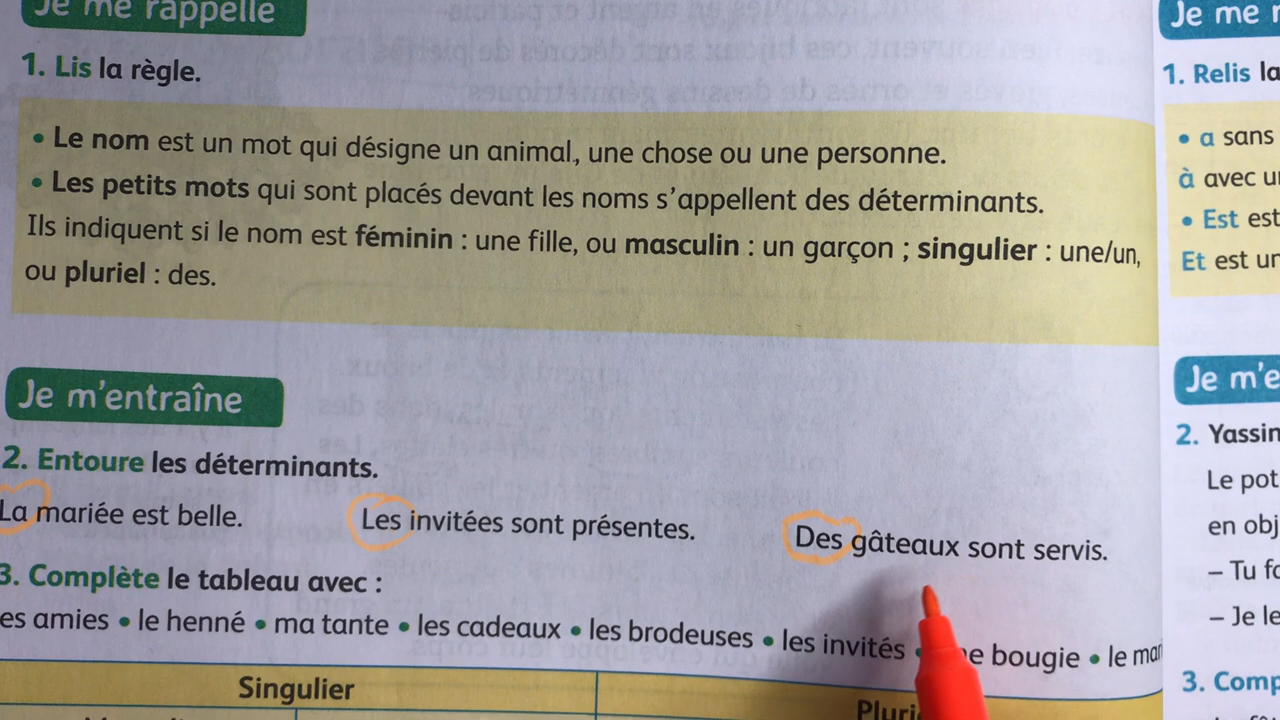 Je me rappelle
1. Lis la règle.
• Le nom est un mot qui désigne un animal, une chose ou une personne.
• Les petits mots qui sont placés devant les noms s'appellent des déterminants.
Ils indiquent si le nom est féminin : une fille, ou masculin : un garçon ; singulier : une/un,
ou pluriel : des.
Je m'entraîne
2. Entoure les déterminants.
La mariée est belle. Les invitées sont présentes. Des gâteaux sont servis.
3. Complète le tableau avec :
es amies • le henné • ma tante • les cadeaux • les brodeuses • les invités • e bougie • le mar
Singulier Pluri
Je me r
1. Relis la
• a sans
à avec u
• Est est
Et est un
Je m'e
2. Yassin
Le pot
en obj
– Tu fa
– Je le
3. Comp